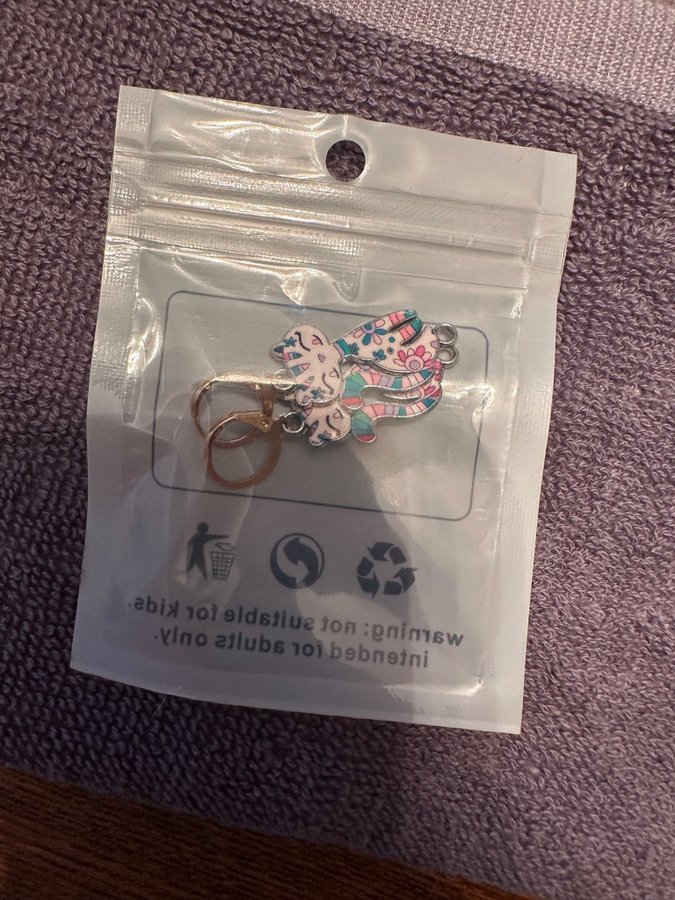 warning: not suitable for kids.
intended for adults only.